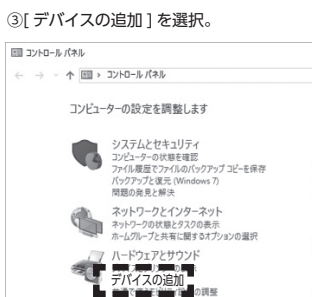 ③[ デバイスの追加 ] を選択。
コントロール パネル
コントロール パネル
コンピューターの設定を調整します
システムとセキュリティ
コンピューターの状態を確認
ファイル履歴でファイルのバックアップ コピーを保存
バックアップと復元 (Windows 7)
問題の発見と解決
ネットワークとインターネット
ネットワークの状態とタスクの表示
ホームグループと共有に関するオプションの選択
ハードウェアとサウンド
デバイスの追加
の調整